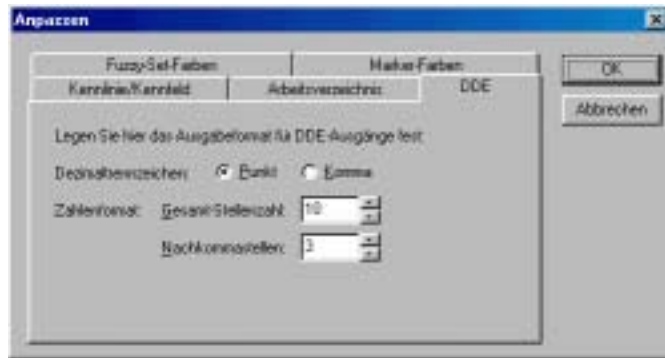 Anpassen
Fuzzy-Set-Farben
Marker-Farben
Kennlinie/Kennfeld
Arbeitsverzeichnis
DDE
OK
Abbrechen
Legen Sie hier das Ausgabeformat für DDE-Ausgänge fest:
Dezimaltrennzeichen: Punkt Komma
Zahlenformat: Gesamt-Stellenzahl: 10
Nachkommastellen: 3